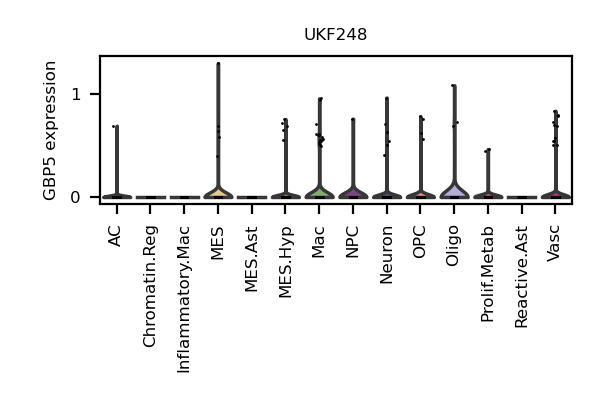 UKF248
GBP5 expression
1
0
AC
Chromatin.Reg
Inflammatory.Mac
MES
MES.Ast
MES.Hyp
Mac
NPC
Neuron
OPC
Oligo
Prolif.Metab
Reactive.Ast
Vasc